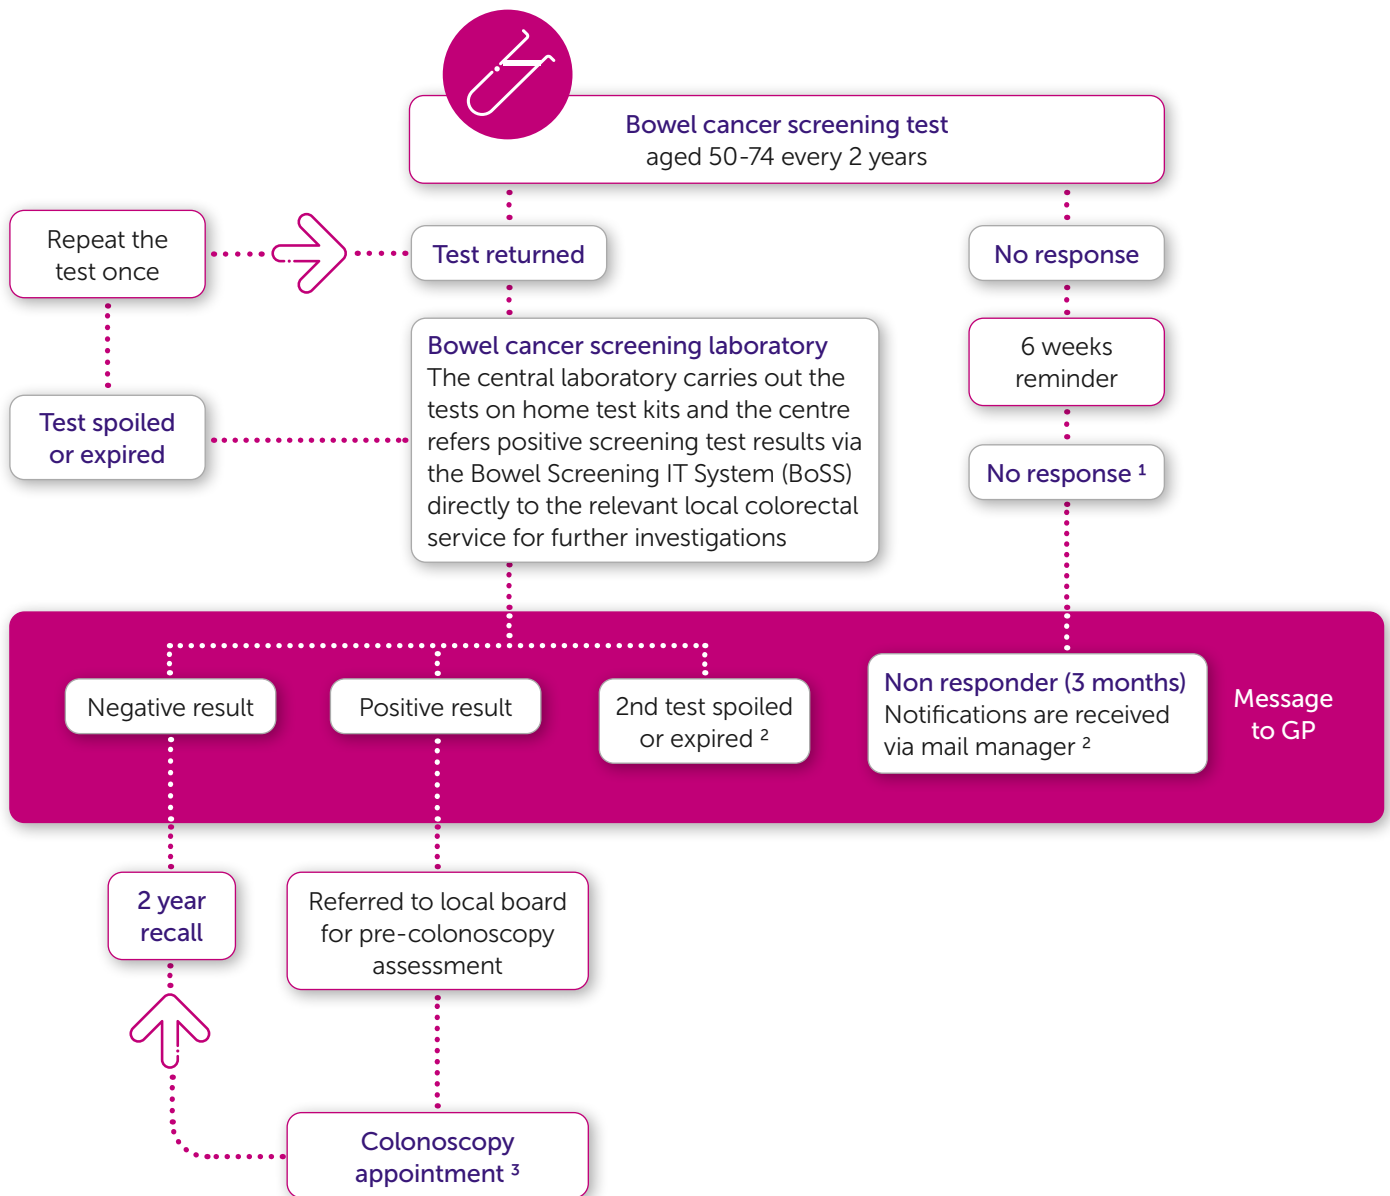 Bowel cancer screening test
aged 50-74 every 2 years
Repeat the
test once
Test returned
No response
Bowel cancer screening laboratory
The central laboratory carries out the
tests on home test kits and the centre
refers positive screening test results via
the Bowel Screening IT System (BoSS)
directly to the relevant local colorectal
service for further investigations
6 weeks
reminder
Test spoiled
or expired
No response ¹
Negative result
Positive result
2nd test spoiled
or expired ²
Non responder (3 months)
Notifications are received
via mail manager ²
Message
to GP
2 year
recall
Referred to local board
for pre-colonoscopy
assessment
Colonoscopy
appointment ³